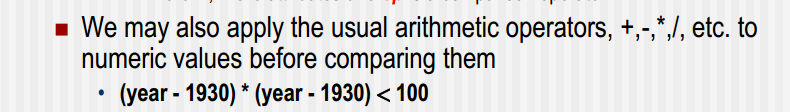 We may also apply the usual arithmetic operators, +,-,*,/, etc. to
numeric values before comparing them
(year - 1930) * (year - 1930) < 100